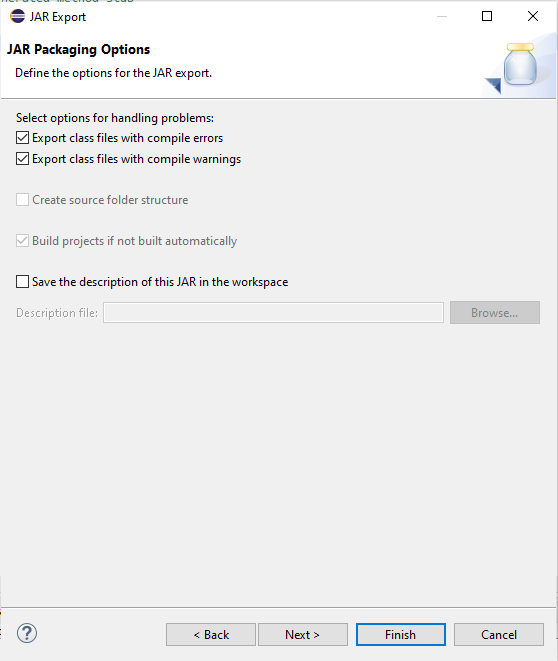 JAR Export
JAR Packaging Options
Define the options for the JAR export.
Select options for handling problems:
Export class files with compile errors
Export class files with compile warnings
Create source folder structure
Build projects if not built automatically
Save the description of this JAR in the workspace
Description file: Browse...
? < Back Next > Finish Cancel